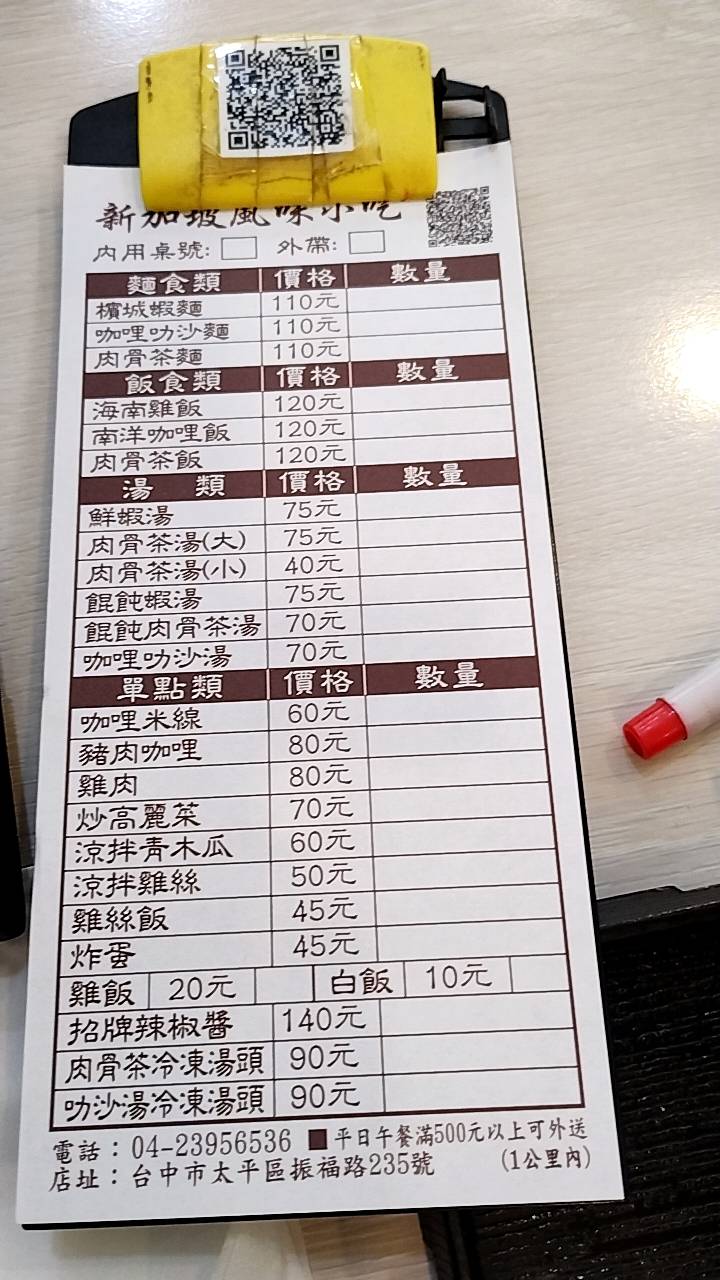 新加坡風味小吃
內用桌號: 外帶:
麵食類 價格 數量
檳城蝦麵 110元
咖哩叻沙麵 110元
肉骨茶麵 110元
飯食類 價格 數量
海南雞飯 120元
南洋咖哩飯 120元
肉骨茶飯 120元
湯類 價格 數量
鮮蝦湯 75元
肉骨茶湯(大) 75元
肉骨茶湯(小) 40元
餛飩蝦湯 75元
餛飩肉骨茶湯 70元
咖哩叻沙湯 70元
單點類 價格 數量
咖哩米線 60元
豬肉咖哩 80元
雞肉 80元
炒高麗菜 70元
涼拌青木瓜 60元
涼拌雞絲 50元
雞絲飯 45元
炸蛋 45元
雞飯 20元 白飯 10元
招牌辣椒醬 140元
肉骨茶冷凍湯頭 90元
叻沙湯冷凍湯頭 90元
電話：04-23956536 ■平日午餐滿500元以上可外送
店址：台中市太平區振福路235號 (1公里內)